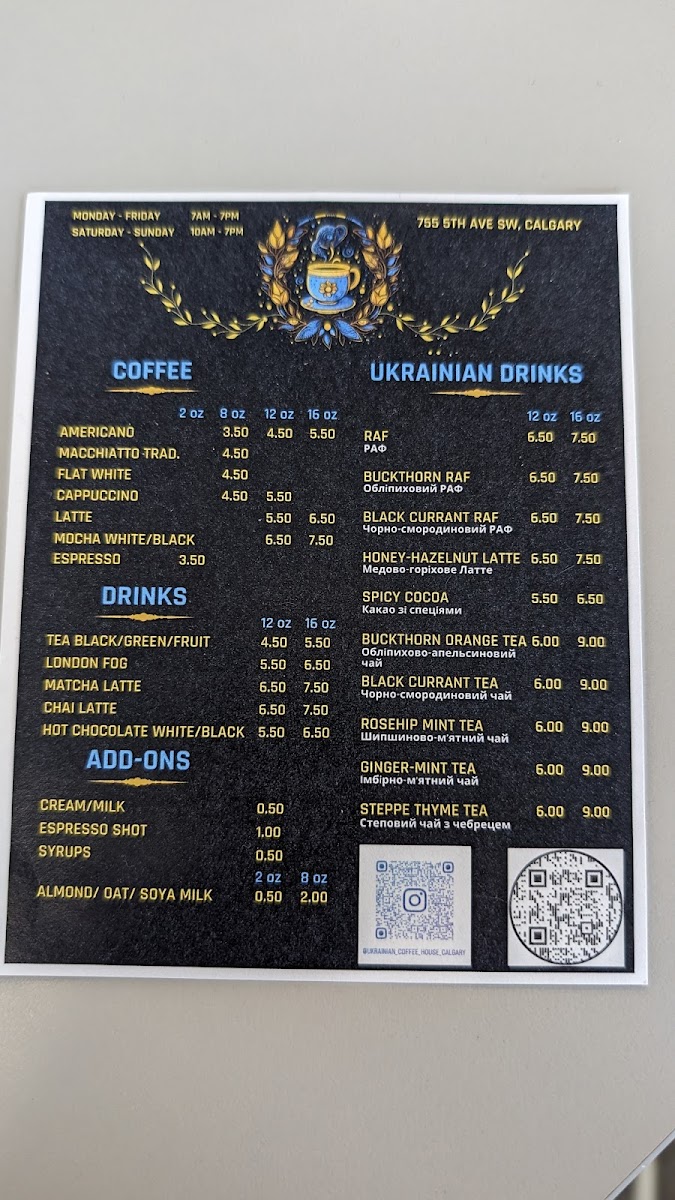 MONDAY - FRIDAY 7AM - 7PM
SATURDAY - SUNDAY 10AM - 7PM
755 5TH AVE SW, CALGARY
COFFEE
2 oz 8 oz 12 oz 16 oz
AMERICANO 3.50 4.50 5.50
MACCHIATTO TRAD. 4.50
FLAT WHITE 4.50
CAPPUCCINO 4.50 5.50
LATTE 5.50 6.50
MOCHA WHITE/BLACK 6.50 7.50
ESPRESSO 3.50
DRINKS
12 oz 16 oz
TEA BLACK/GREEN/FRUIT 4.50 5.50
LONDON FOG 5.50 6.50
MATCHA LATTE 6.50 7.50
CHAI LATTE 6.50 7.50
HOT CHOCOLATE WHITE/BLACK 5.50 6.50
ADD-ONS
CREAM/MILK 0.50
ESPRESSO SHOT 1.00
SYRUPS 0.50
2 oz 8 oz
ALMOND/ OAT/ SOYA MILK 0.50 2.00
UKRAINIAN DRINKS
12 oz 16 oz
RAF 6.50 7.50
РАФ
BUCKTHORN RAF 6.50 7.50
Обліпиховий РАФ
BLACK CURRANT RAF 6.50 7.50
Чорно-смородиновий РАФ
HONEY-HAZELNUT LATTE 6.50 7.50
Медово-горіхове Латте
SPICY COCOA 5.50 6.50
Какао зі спеціями
BUCKTHORN ORANGE TEA 6.00 9.00
Обліпихово-апельсиновий
чай
BLACK CURRANT TEA 6.00 9.00
Чорно-смородиновий чай
ROSEHIP MINT TEA 6.00 9.00
Шипшиново-м'ятний чай
GINGER-MINT TEA 6.00 9.00
Імбірно-м'ятний чай
STEPPE THYME TEA 6.00 9.00
Степовий чай з чебрецем
@UKRAINIAN_COFFEE_HOUSE_CALGARY